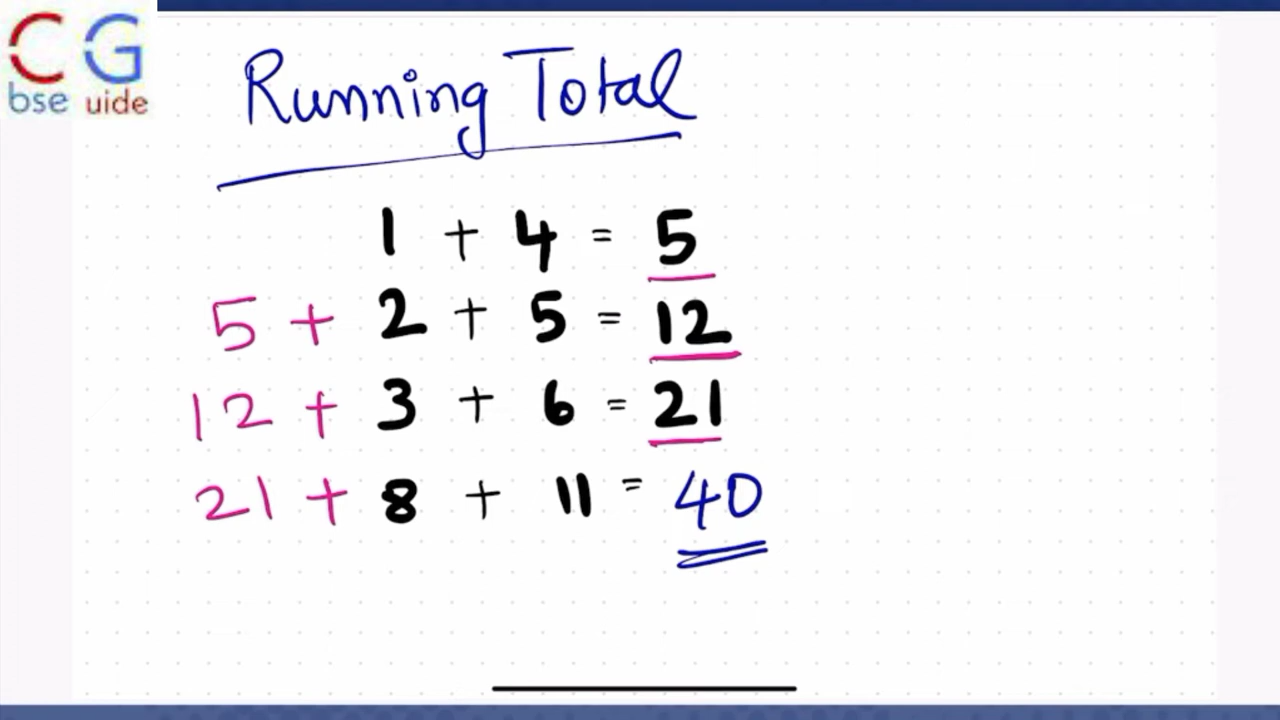 CG
bse uide
Running Total
1 + 4 = 5
5 + 2 + 5 = 12
12 + 3 + 6 = 21
21 + 8 + 11 = 40